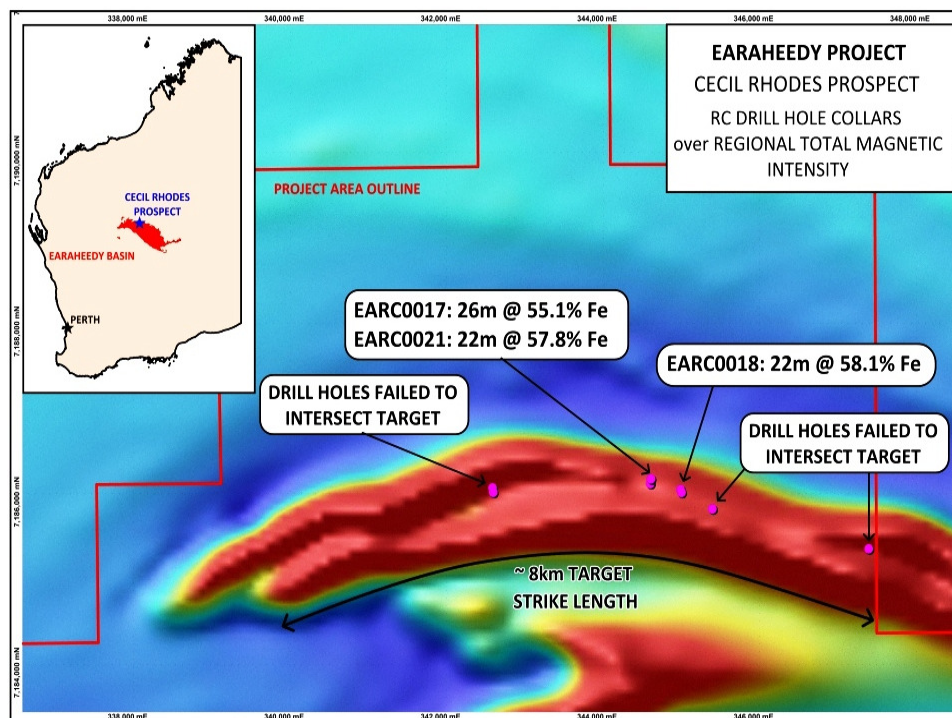 338,000 mE
340,000 mE
342,000 mE
344,000 mE
346,000 mE
348,000 mE
EARAHEEDY PROJECT
CECIL RHODES PROSPECT
RC DRILL HOLE COLLARS
over REGIONAL TOTAL MAGNETIC
INTENSITY
7,190,000 mN
PROJECT AREA OUTLINE
CECIL RHODES
PROSPECT
EARAHEEDY BASIN
PERTH
7,188,000 mN
EARC0017: 26m @ 55.1% Fe
EARC0021: 22m @ 57.8% Fe
EARC0018: 22m @ 58.1% Fe
DRILL HOLES FAILED TO
INTERSECT TARGET
DRILL HOLES FAILED TO
INTERSECT TARGET
7,186,000 mN
~ 8km TARGET
STRIKE LENGTH
7,184,000 mN
338,000 mE
340,000 mE
342,000 mE
344,000 mE
346,000 mE